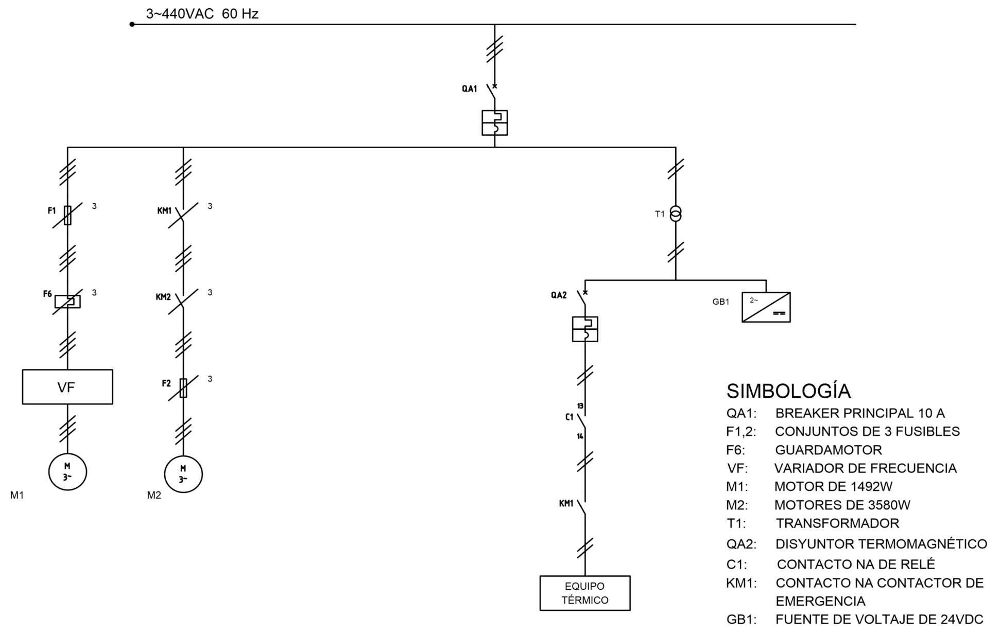 3~440VAC 60 Hz
QA1
F1
3
KM1
3
T1
F6
3
KM2
3
QA2
GB1
2~
F2
3
VF
13
C1
14
M
3~
M1
M
3~
M2
KM1
EQUIPO
TÉRMICO
SIMBOLOGÍA
QA1: BREAKER PRINCIPAL 10 A
F1,2: CONJUNTOS DE 3 FUSIBLES
F6: GUARDAMOTOR
VF: VARIADOR DE FRECUENCIA
M1: MOTOR DE 1492W
M2: MOTORES DE 3580W
T1: TRANSFORMADOR
QA2: DISYUNTOR TERMOMAGNÉTICO
C1: CONTACTO NA DE RELÉ
KM1: CONTACTO NA CONTACTOR DE
EMERGENCIA
GB1: FUENTE DE VOLTAJE DE 24VDC